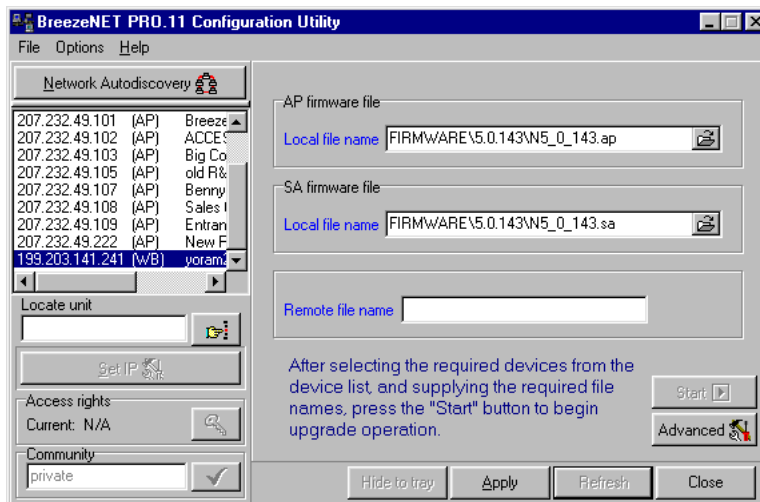 BreezeNET PRO.11 Configuration Utility
File Options Help
Network Autodiscovery
207.232.49.101 (AP) Breeze
207.232.49.102 (AP) ACCES
207.232.49.103 (AP) Big Co
207.232.49.105 (AP) old R&
207.232.49.107 (AP) Benny
207.232.49.108 (AP) Sales
207.232.49.109 (AP) Entran
207.232.49.222 (AP) New F
199.203.141.241 (WB) yoram
Locate unit
Set IP
Access rights
Current: N/A
Community
private
AP firmware file
Local file name FIRMWARE\5.0.143\N5_0_143.ap
SA firmware file
Local file name FIRMWARE\5.0.143\N5_0_143.sa
Remote file name
After selecting the required devices from the
device list, and supplying the required file
names, press the "Start" button to begin
upgrade operation.
Start
Advanced
Hide to tray Apply Refresh Close